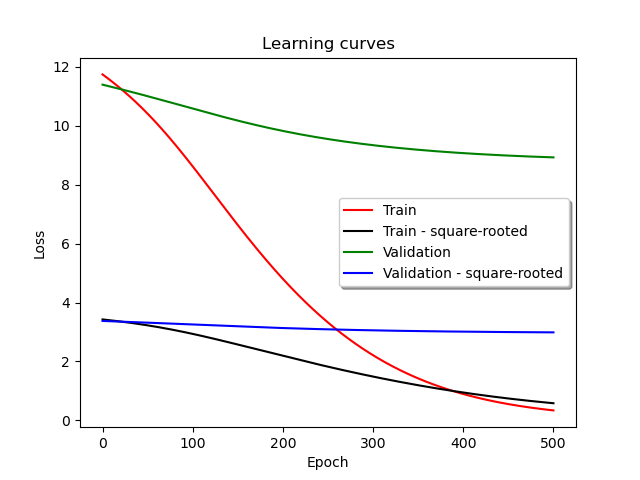 Learning curves
12
10
8
6
4
2
0
Loss
Train
Train - square-rooted
Validation
Validation - square-rooted
0 100 200 300 400 500
Epoch